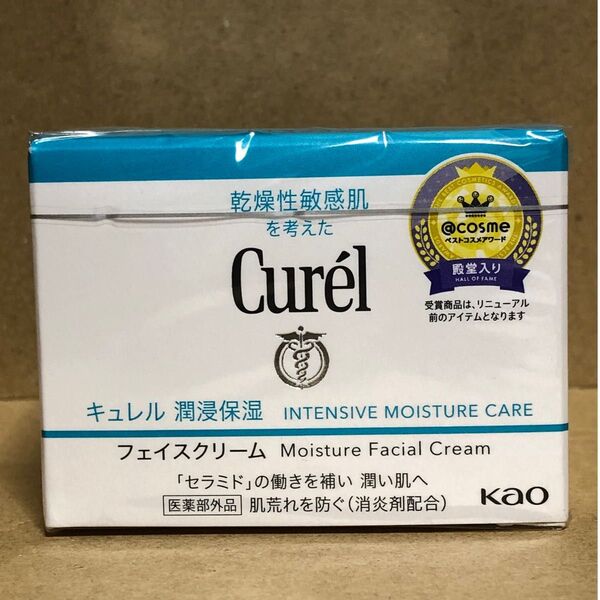 乾燥性敏感肌
を考えた
Curél
@cosme
ベストコスメアワード
殿堂入り
HALL OF FAME
受賞商品は、リニューアル
前のアイテムとなります
キュレル 潤浸保湿 INTENSIVE MOISTURE CARE
フェイスクリーム Moisture Facial Cream
「セラミド」の働きを補い 潤い肌へ
医薬部外品 肌荒れを防ぐ（消炎剤配合）
Kao